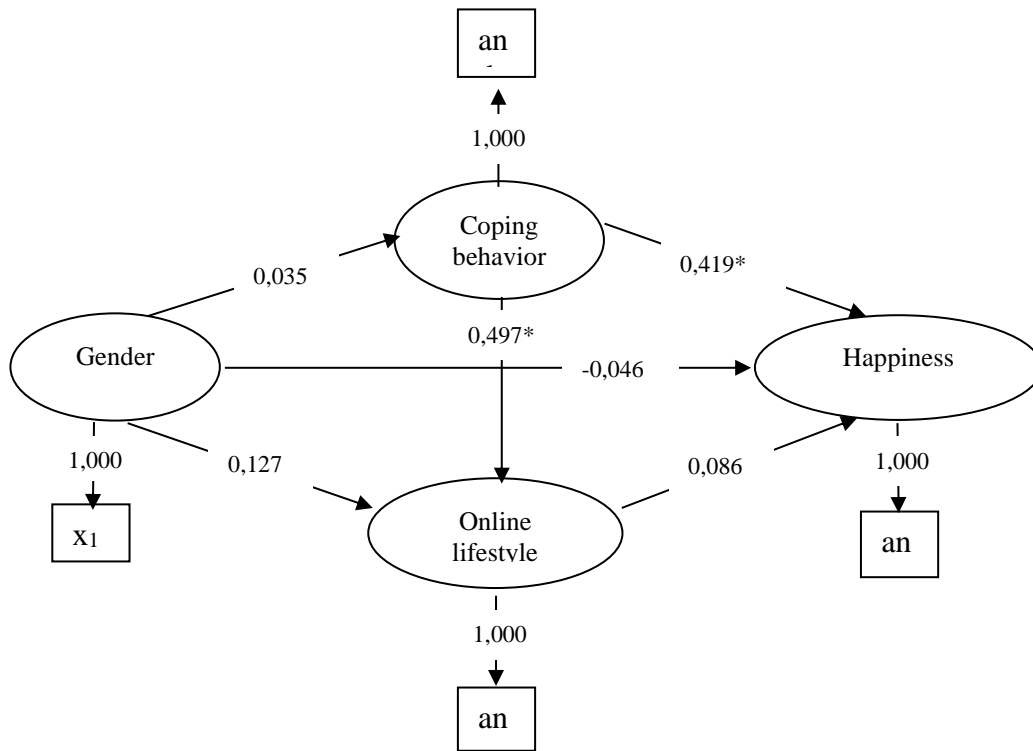 an
1,000
Coping
behavior
0,035
0,419*
0,497*
Gender
-0,046
Happiness
1,000
0,127
0,086
1,000
x1
Online
lifestyle
an
1,000
an